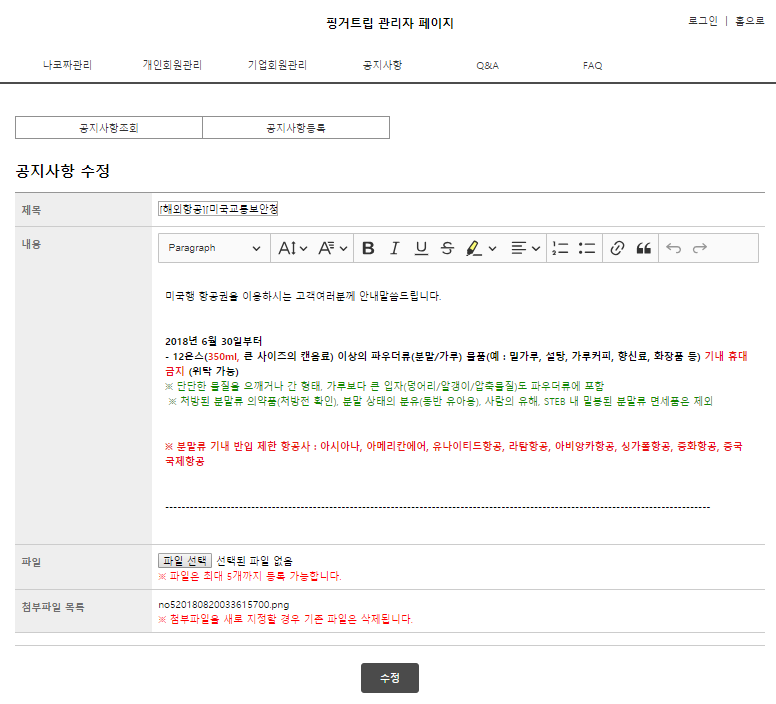 핑거트립 관리자 페이지
로그인 | 홈으로
나코짜관리 개인회원관리 기업회원관리 공지사항 Q&A FAQ
공지사항조회 공지사항등록
공지사항 수정
제목 [해외항공][미국교통보안청
내용 Paragraph
미국행 항공권을 이용하시는 고객여러분께 안내말씀드립니다.
2018년 6월 30일부터
- 12온스(350ml, 큰 사이즈의 캔음료) 이상의 파우더류(분말/가루) 물품(예 : 밀가루, 설탕, 가루커피, 향신료, 화장품 등) 기내 휴대
금지 (위탁 가능)
※ 단단한 물질을 으깨거나 간 형태, 가루보다 큰 입자(덩어리/알갱이/압축물질)도 파우더류에 포함
※ 처방된 분말류 의약품(처방전 확인), 분말 상태의 분유(동반 유아용), 사람의 유해, STEB 내 밀봉된 분말류 면세품은 제외
※ 분말류 기내 반입 제한 항공사 : 아시아나, 아메리칸에어, 유나이티드항공, 라탐항공, 아비앙카항공, 싱가폴항공, 중화항공, 중국
국제항공
파일 파일 선택 선택된 파일 없음
※ 파일은 최대 5개까지 등록 가능합니다.
첨부파일 목록 no520180820033615700.png
※ 첨부파일을 새로 지정할 경우 기존 파일은 삭제됩니다.
수정